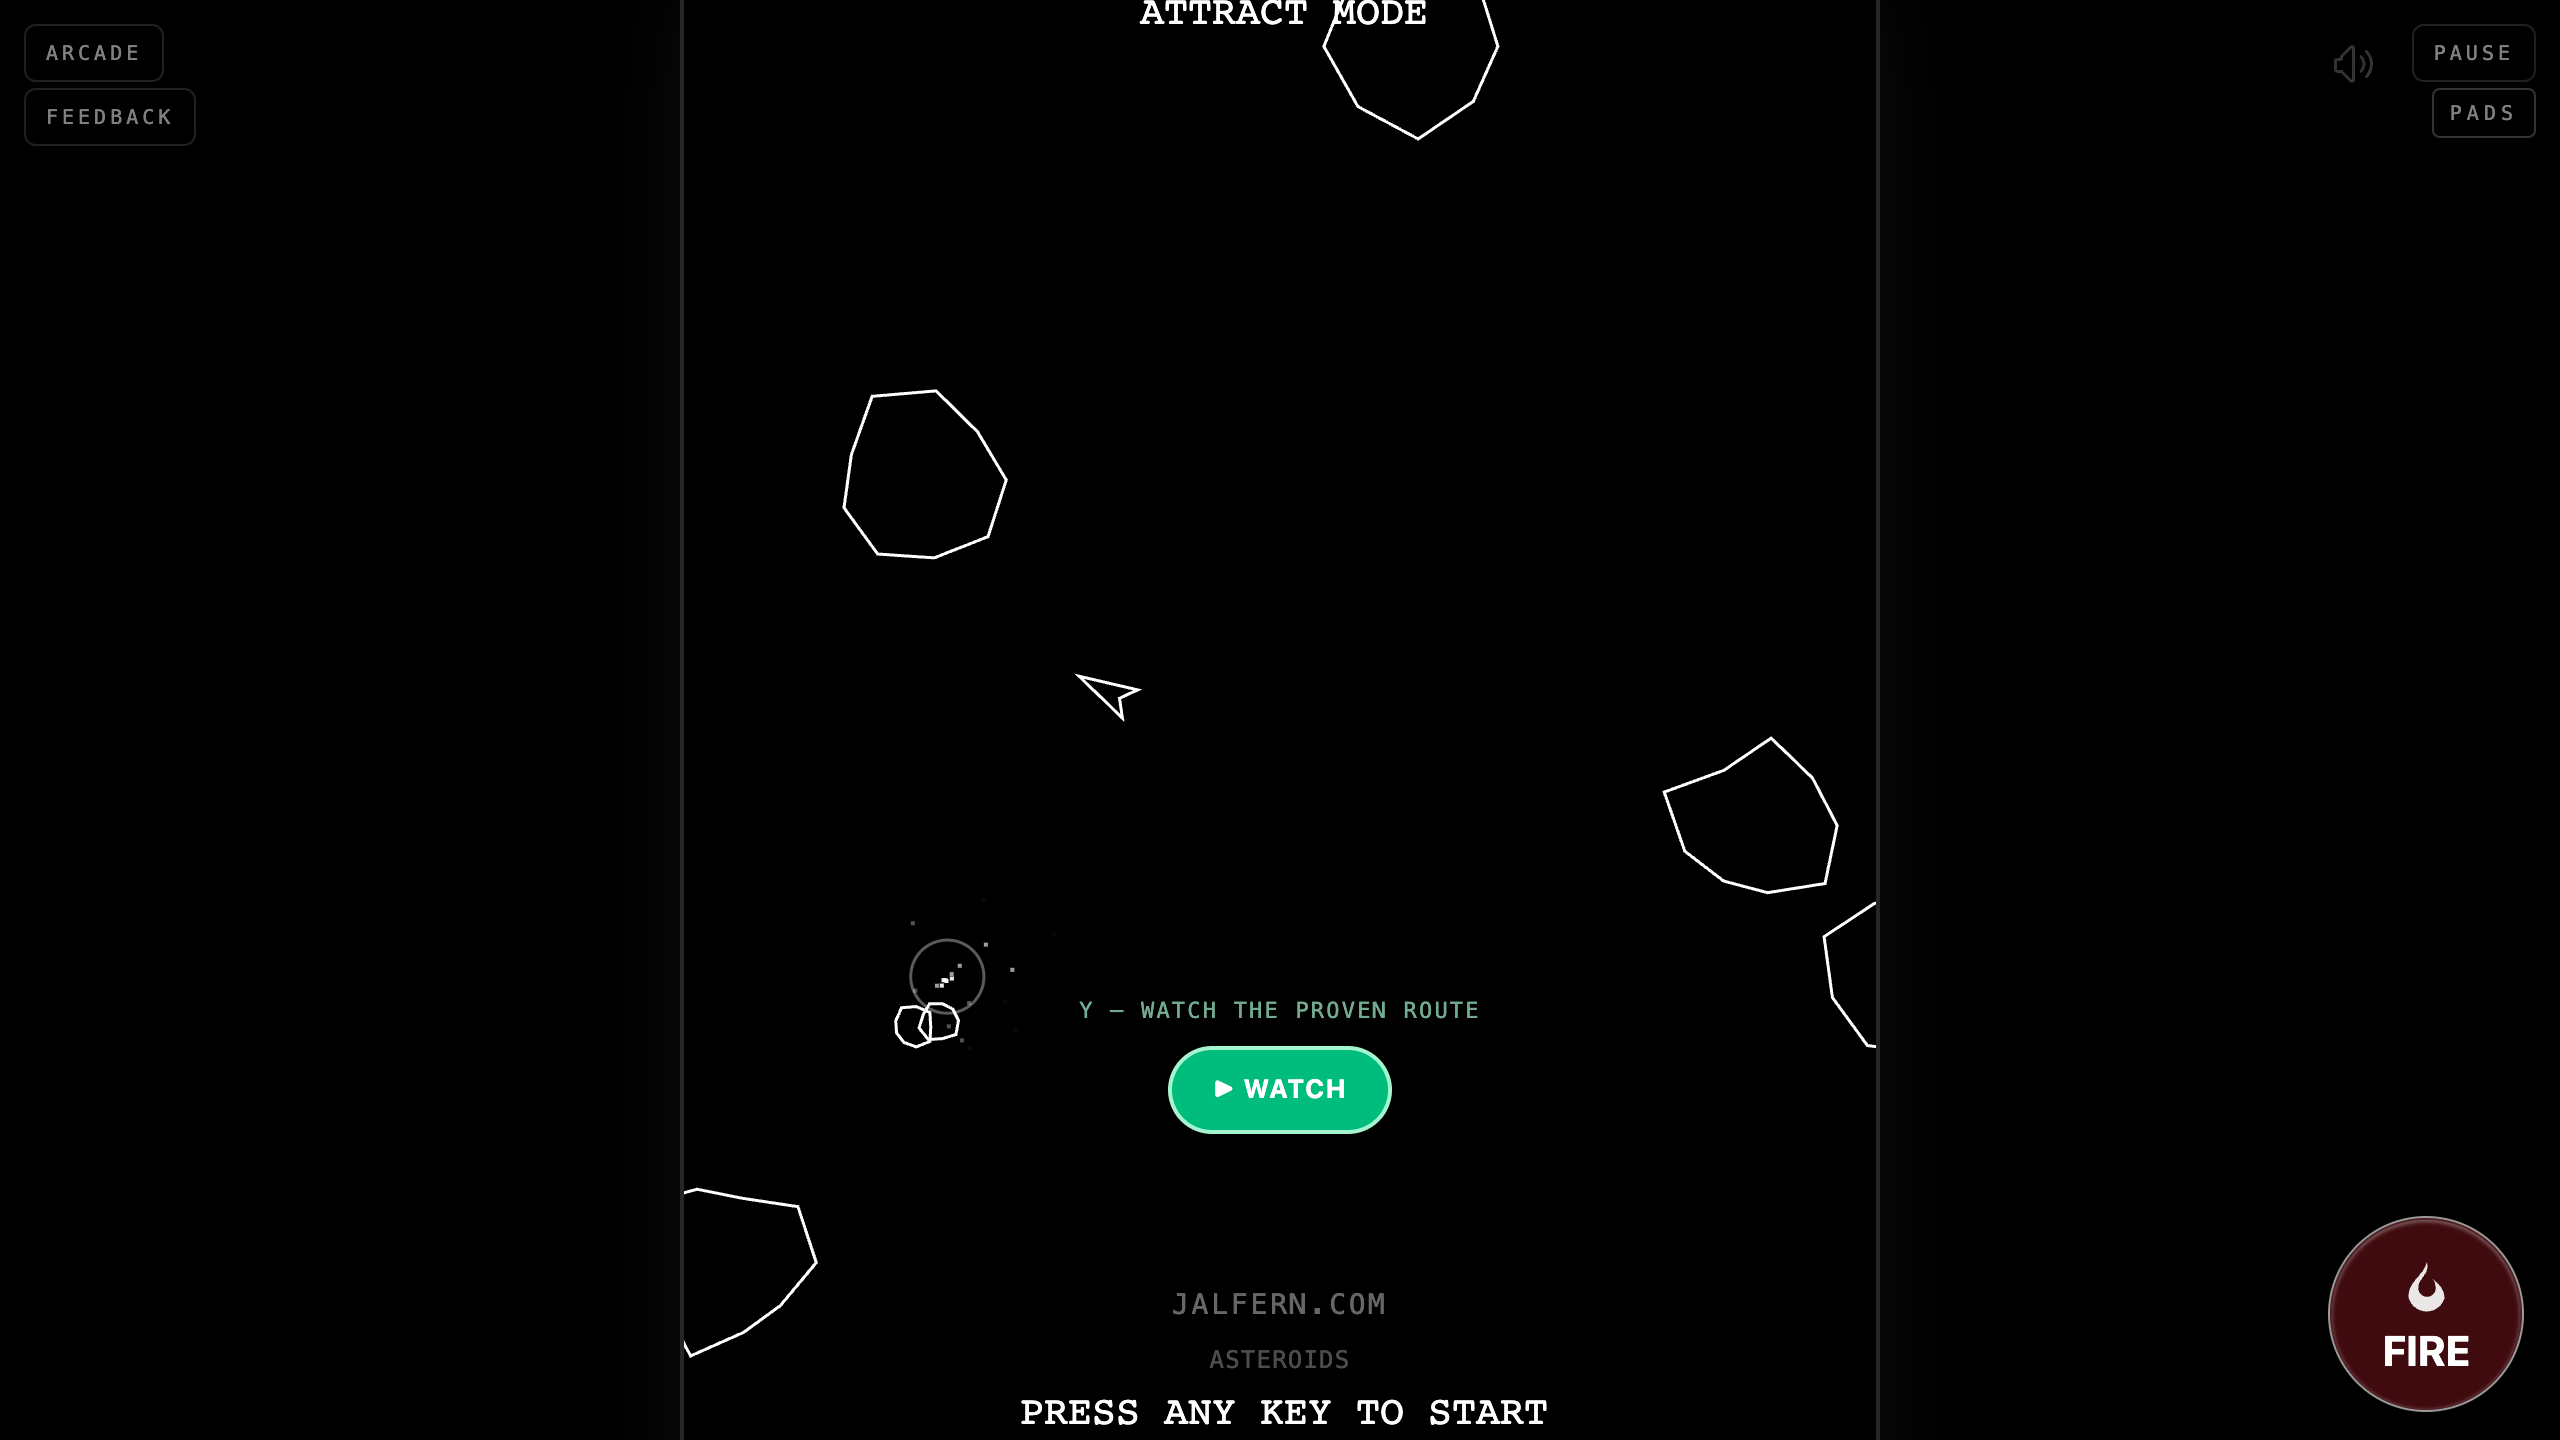 ATTRACT MODE
ARCADE
PAUSE
FEEDBACK
PADS
Y — WATCH THE PROVEN ROUTE
WATCH
JALFERN.COM
ASTEROIDS
FIRE
PRESS ANY KEY TO START